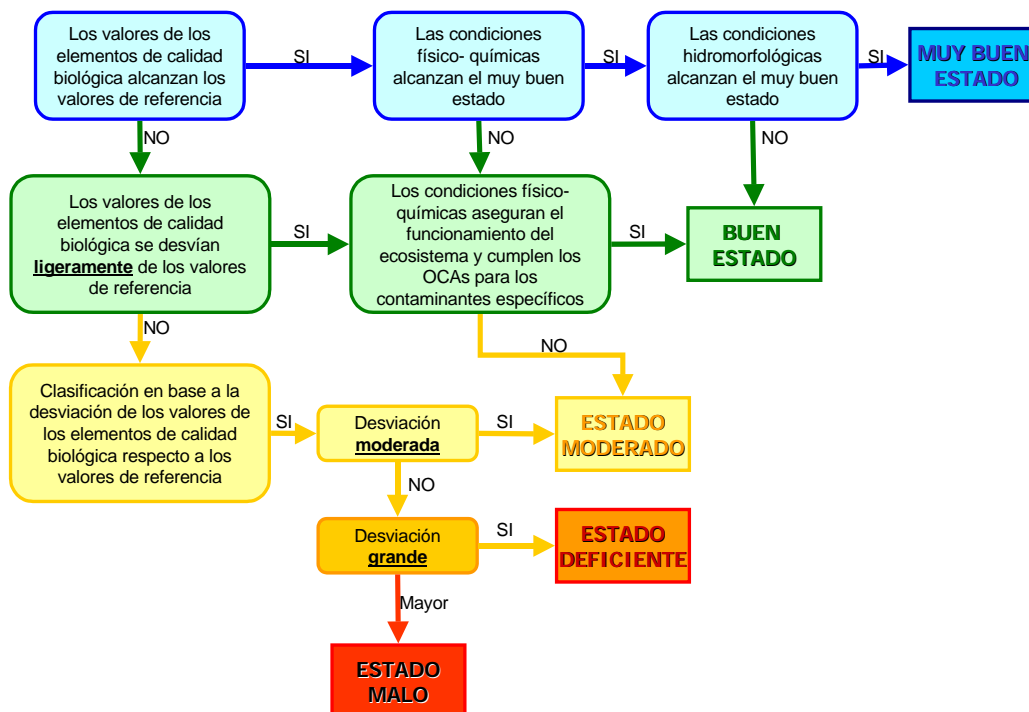 Los valores de los
elementos de calidad
biológica alcanzan los
valores de referencia
SI
Las condiciones
físico- químicas
alcanzan el muy buen
estado
SI
Las condiciones
hidromorfológicas
alcanzan el muy buen
estado
SI
MUY BUEN
ESTADO
NO
NO
NO
Los valores de los
elementos de calidad
biológica se desvían
ligeramente de los valores
de referencia
SI
Los condiciones físico-
químicas aseguran el
funcionamiento del
ecosistema y cumplen los
OCAs para los
contaminantes específicos
SI
BUEN
ESTADO
NO
NO
Clasificación en base a la
desviación de los valores de
los elementos de calidad
biológica respecto a los
valores de referencia
SI
Desviación
moderada
SI
ESTADO
MODERADO
NO
Desviación
grande
SI
ESTADO
DEFICIENTE
Mayor
ESTADO
MALO